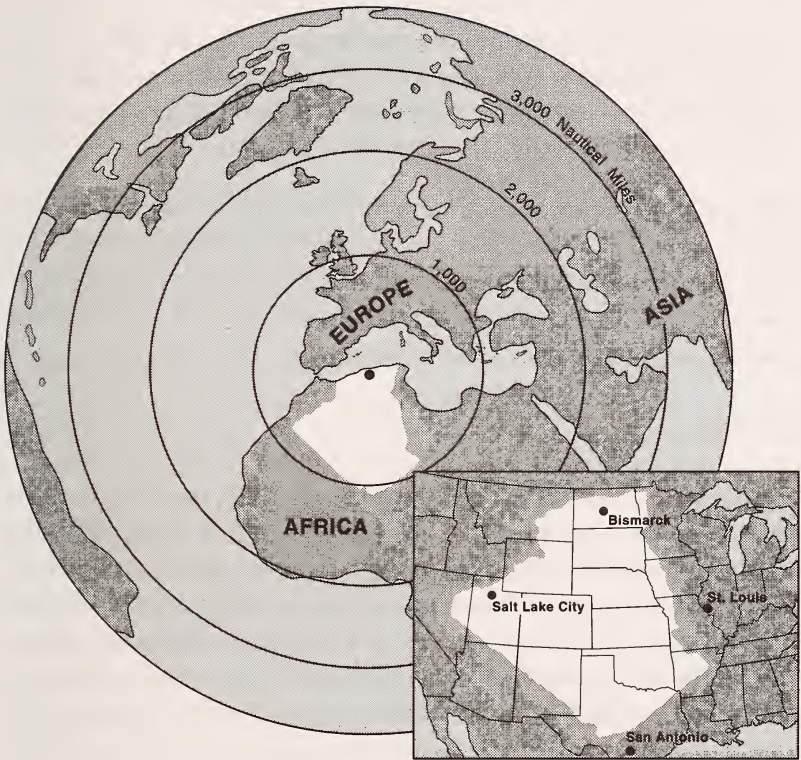 3,000 Nautical Miles
2,000
1,000
EUROPE
ASIA
AFRICA
Bismarck
Salt Lake City
St. Louis
San Antonio